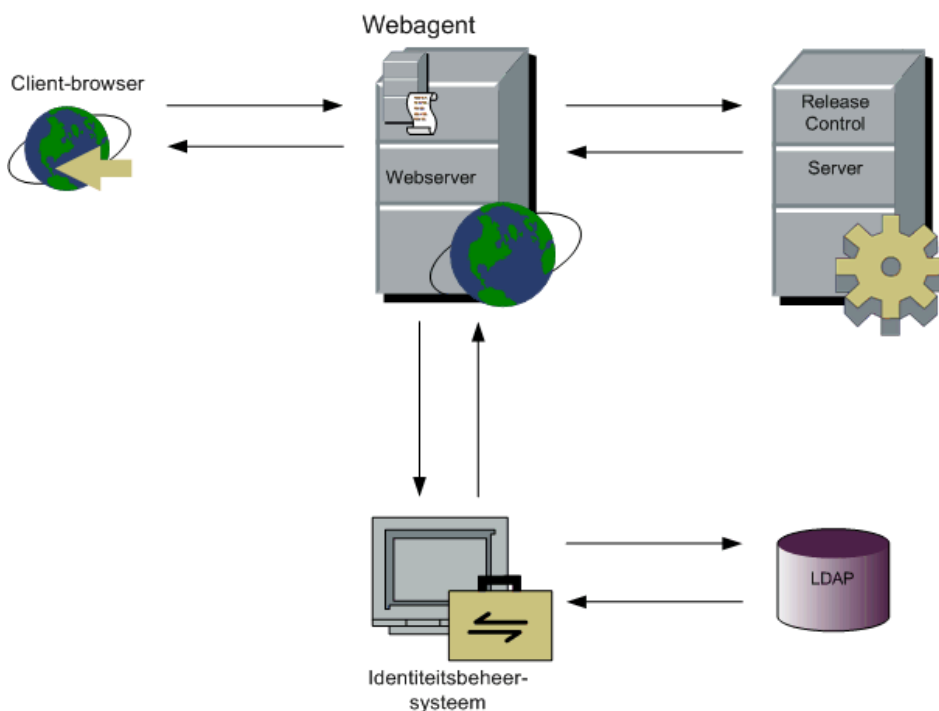 Webagent
Client-browser
Webserver
Release
Control
Server
LDAP
Identiteitsbeheer-
systeem